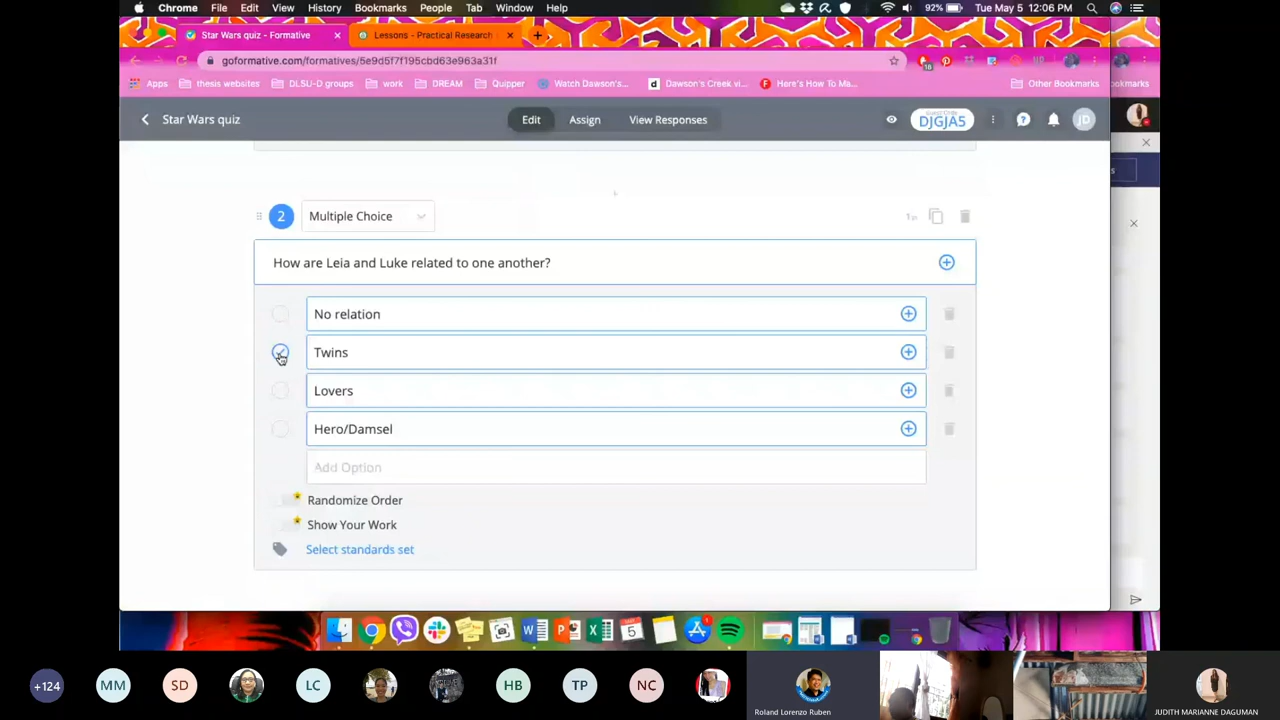 Chrome File Edit View History Bookmarks People Tab Window Help 92% Tue May 5 12:06 PM
Star Wars quiz - Formative Lessons - Practical Research
goformative.com/formatives/5e9d5f7f195cbd63e963a31f
Apps thesis websites DLSU-D groups work DREAM Quipper Watch Dawson's... Dawson's Creek vi... Here's How To Ma... Other Bookmarks
Star Wars quiz Edit Assign View Responses DJGJA5 JD
2 Multiple Choice
How are Leia and Luke related to one another?
No relation
Twins
Lovers
Hero/Damsel
Add Option
Randomize Order
Show Your Work
Select standards set
+124 MM SD LC HB TP NC
Roland Lorenzo Ruben JUDITH MARIANNE DAGUMAN